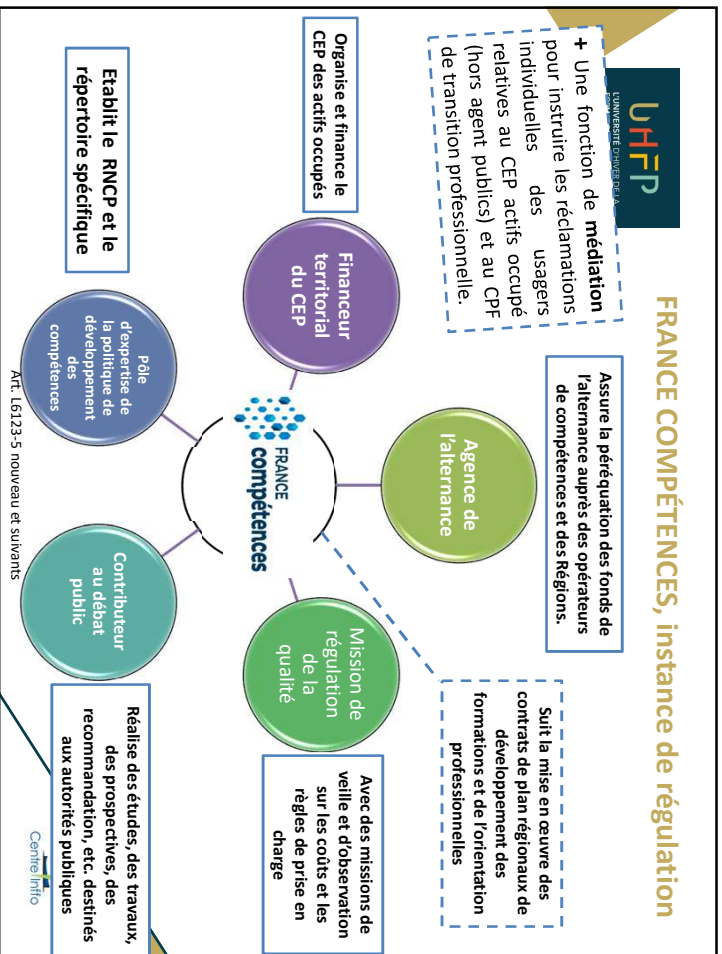 UHFP
L'UNIVERSITÉ D'HIVER DE LA
FRANCE COMPÉTENCES, instance de régulation
+ Une fonction de médiation
pour instruire les réclamations
individuelles des usagers
relatives au CEP actifs occupé
(hors agent publics) et au CPF
de transition professionnelle.
Assure la péréquation des fonds de
l'alternance auprès des opérateurs
de compétences et des Régions.
Suit la mise en œuvre des
contrats de plan régionaux de
développement des
formations et de l'orientation
professionnelles
Agence de
l'alternance
Organise et finance le
CEP des actifs occupés
Financeur
territorial
du CEP
FRANCE
compétences
Mission de
régulation
de la
qualité
Avec des missions de
veille et d'observation
sur les coûts et les
règles de prise en
charge
Etablit le RNCP et le
répertoire spécifique
Pôle
d'expertise de
la politique de
développement
des
compétences
Contributeur
au débat
public
Réalise des études, des travaux,
des prospectives, des
recommandation, etc. destinés
aux autorités publiques
Art. L6123-5 nouveau et suivants
Centre Inffo